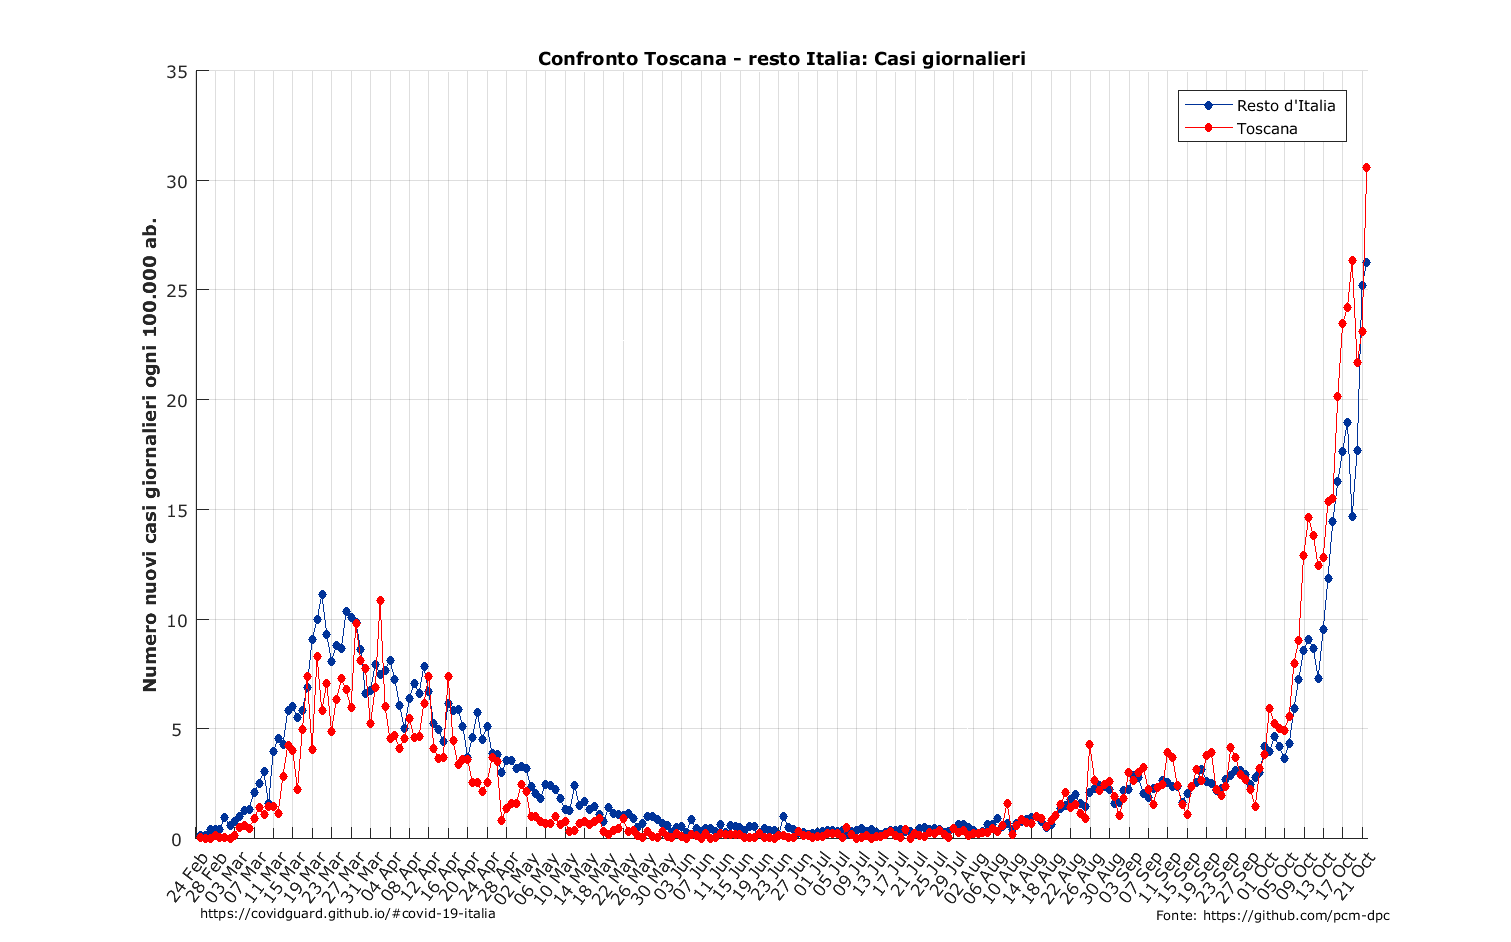 Confronto Toscana - resto Italia: Casi giornalieri
Resto d'Italia
Toscana
Numero nuovi casi giornalieri ogni 100.000 ab.
35
30
25
20
15
10
5
0
24 Feb
28 Feb
03 Mar
07 Mar
11 Mar
15 Mar
19 Mar
23 Mar
27 Mar
31 Mar
04 Apr
08 Apr
12 Apr
16 Apr
20 Apr
24 Apr
28 Apr
02 May
06 May
10 May
14 May
18 May
22 May
26 May
30 May
03 Jun
07 Jun
11 Jun
15 Jun
19 Jun
23 Jun
27 Jun
01 Jul
05 Jul
09 Jul
13 Jul
17 Jul
21 Jul
25 Jul
29 Jul
02 Aug
06 Aug
10 Aug
14 Aug
18 Aug
22 Aug
26 Aug
30 Aug
03 Sep
07 Sep
11 Sep
15 Sep
19 Sep
23 Sep
27 Sep
01 Oct
05 Oct
09 Oct
13 Oct
17 Oct
21 Oct
https://covidguard.github.io/#covid-19-italia
Fonte: https://github.com/pcm-dpc